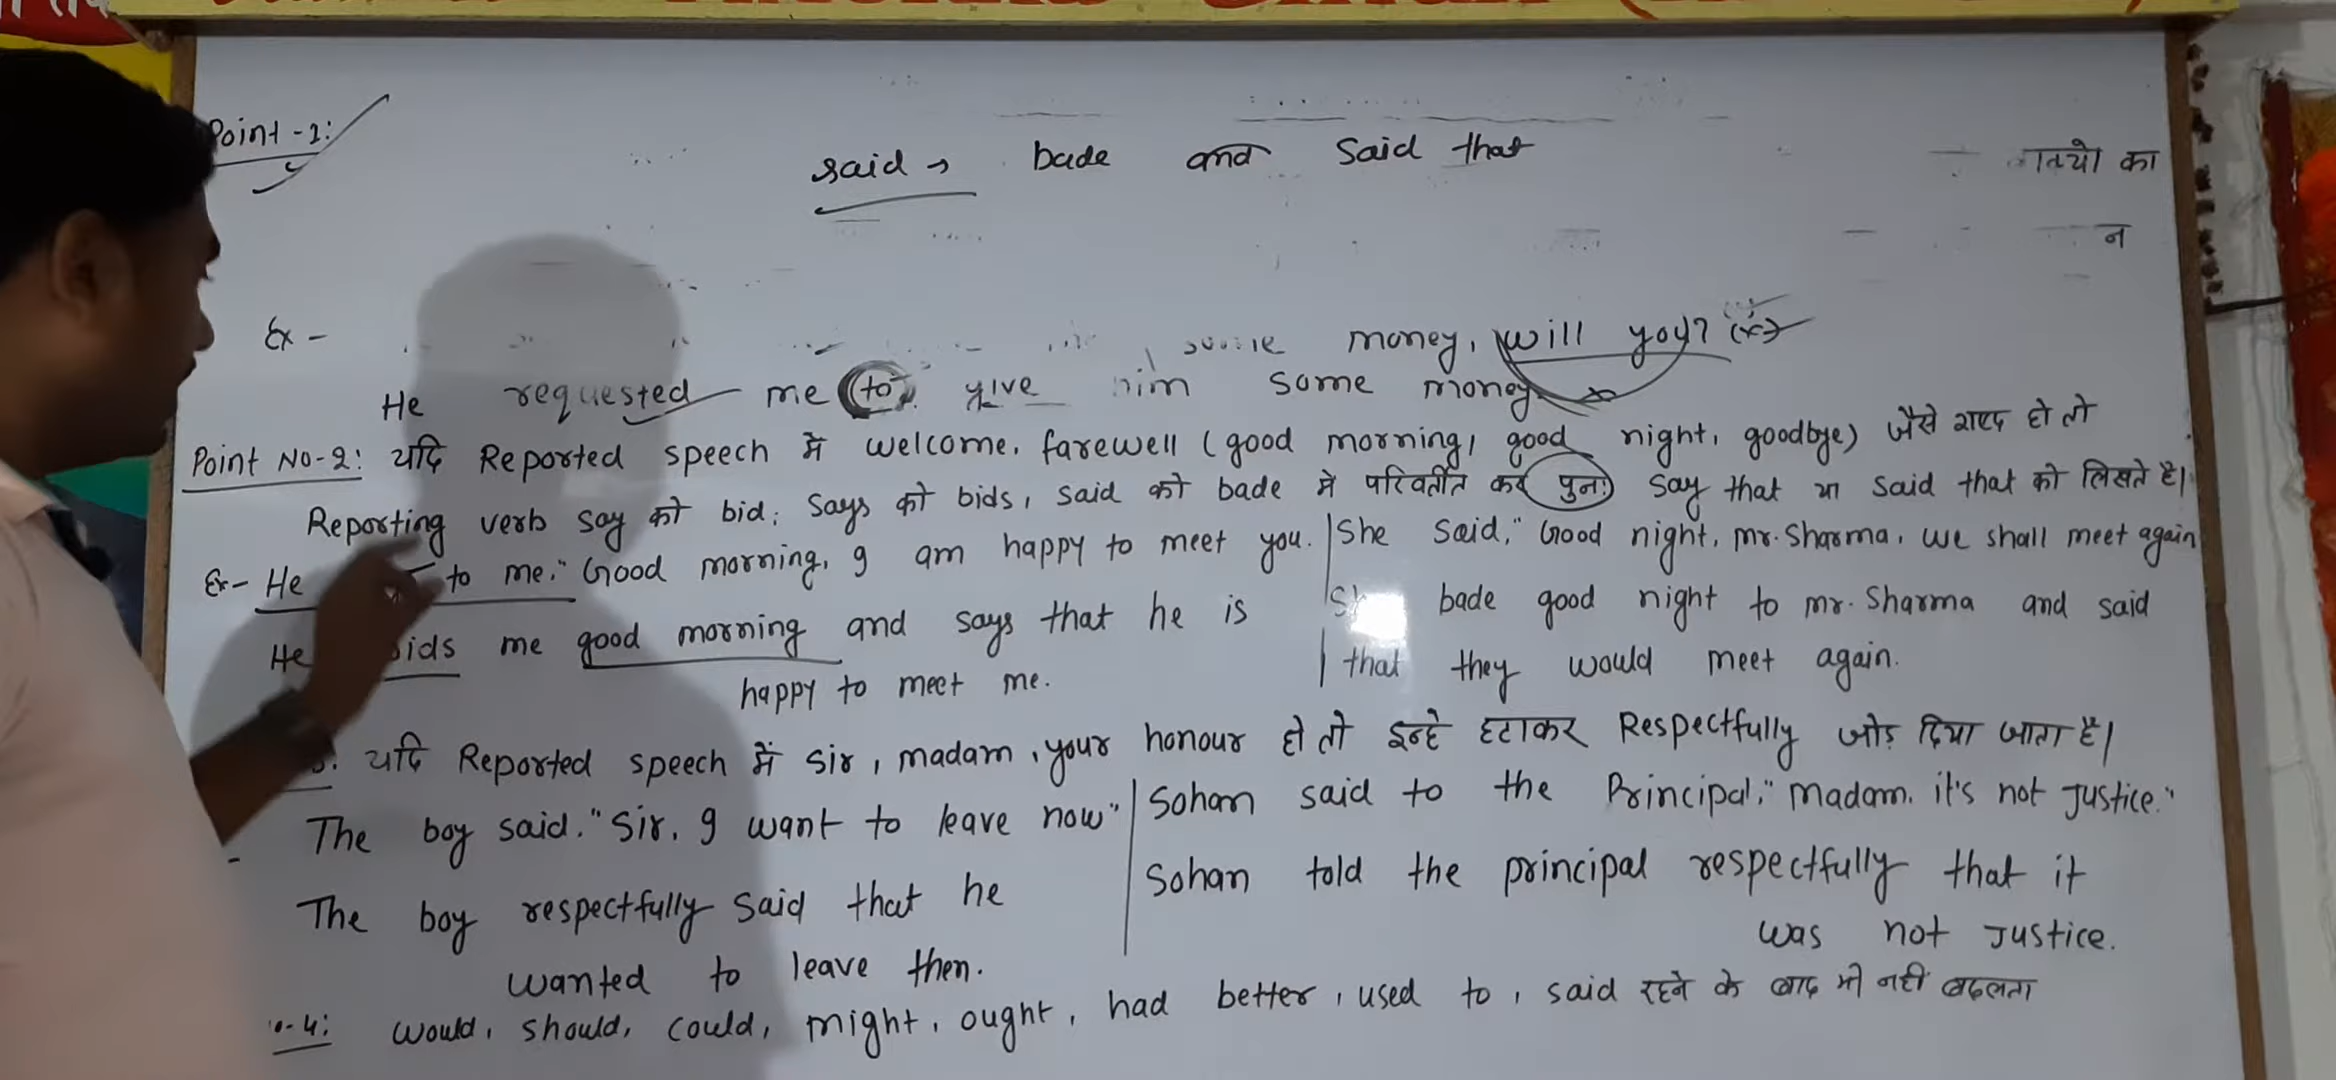 Point-1:
said → bade and said that
का
न
Ex -
money, will you? (x)
He requested me to give him some money
Point No-2: यदि Reported speech में welcome, farewell (good morning, good night, goodbye) जैसे शब्द हो तो
Reporting verb say को bid, says को bids, said को bade मे परिवर्तीत कर पुनः say that या said that को लिखते है।
Ex- He to me," Good morning, I am happy to meet you.
He bids me good morning and says that he is
happy to meet me.
She said," Good night, Mr. Sharma, we shall meet again
She bade good night to Mr. Sharma and said
that they would meet again.
यदि Reported speech में sir, madam, your honour हो तो इन्हे हटाकर Respectfully जोड़ दिया जाता है।
The boy said, "Sir, I want to leave now"
The boy respectfully said that he
wanted to leave then.
Sohan said to the Principal," Madam, it's not Justice."
Sohan told the principal respectfully that it
was not Justice.
-4: would, should, could, might, ought, had better, used to, said रहने के बाद भी नहीं बदलता